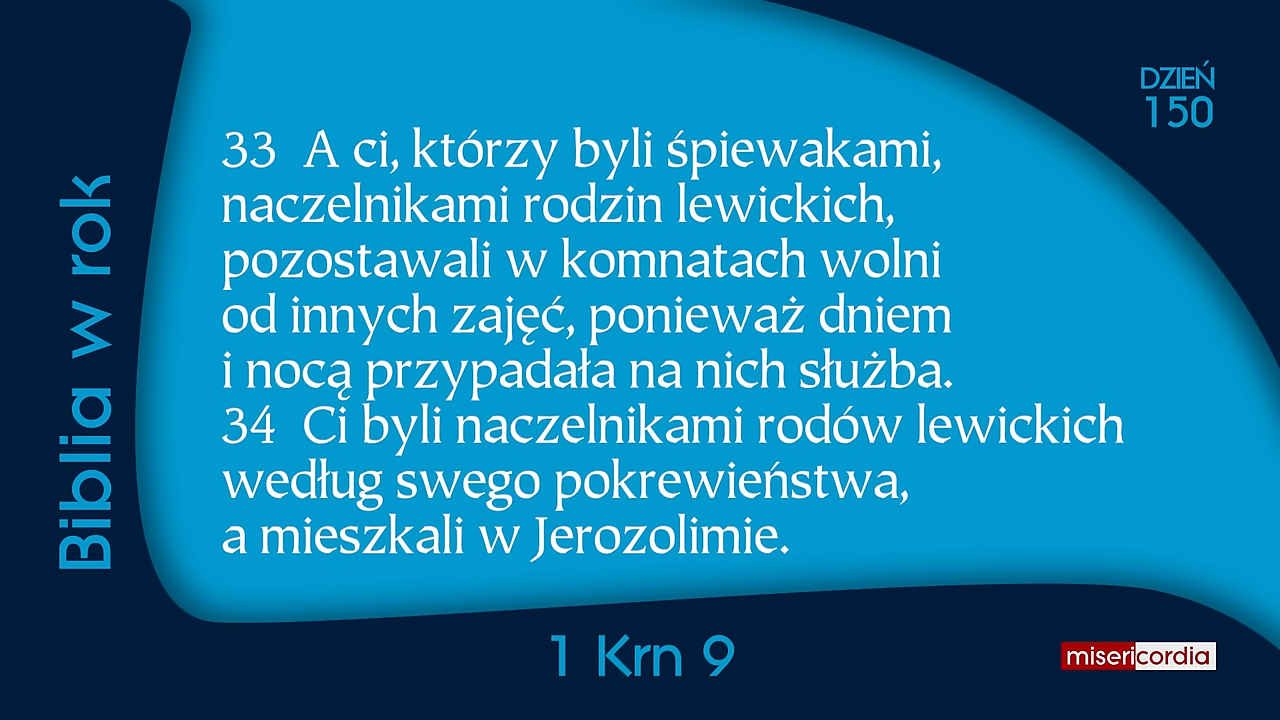 DZIEŃ
150
Biblia w rok
33 A ci, którzy byli śpiewakami,
naczelnikami rodzin lewickich,
pozostawali w komnatach wolni
od innych zajęć, ponieważ dniem
i nocą przypadała na nich służba.
34 Ci byli naczelnikami rodów lewickich
według swego pokrewieństwa,
a mieszkali w Jerozolimie.
1 Krn 9
misericordia